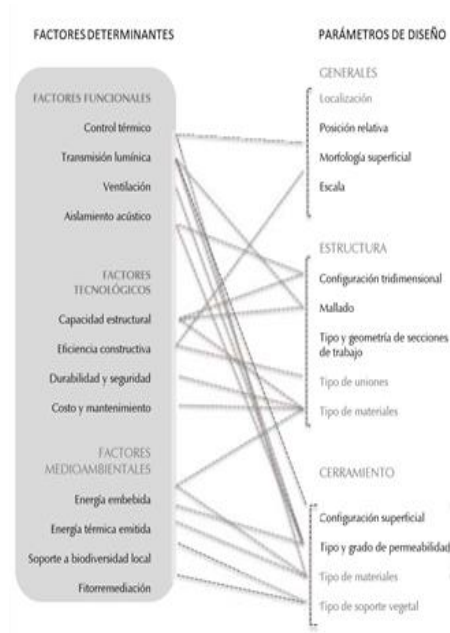 FACTORES DETERMINANTES
FACTORES FUNCIONALES
Control térmico
Transmisión lumínica
Ventilación
Aislamiento acústico
FACTORES
TECNOLÓGICOS
Capacidad estructural
Eficiencia constructiva
Durabilidad y seguridad
Costo y mantenimiento
FACTORES
MEDIOAMBIENTALES
Energía embebida
Energía térmica emitida
Soporte a biodiversidad local
Fitorremediación
PARÁMETROS DE DISEÑO
GENERALES
Localización
Posición relativa
Morfología superficial
Escala
ESTRUCTURA
Configuración tridimensional
Mallado
Tipo y geometría de secciones
de trabajo
Tipo de uniones
Tipo de materiales
CERRAMIENTO
Configuración superficial
Tipo y grado de permeabilidad
Tipo de materiales
Tipo de soporte vegetal